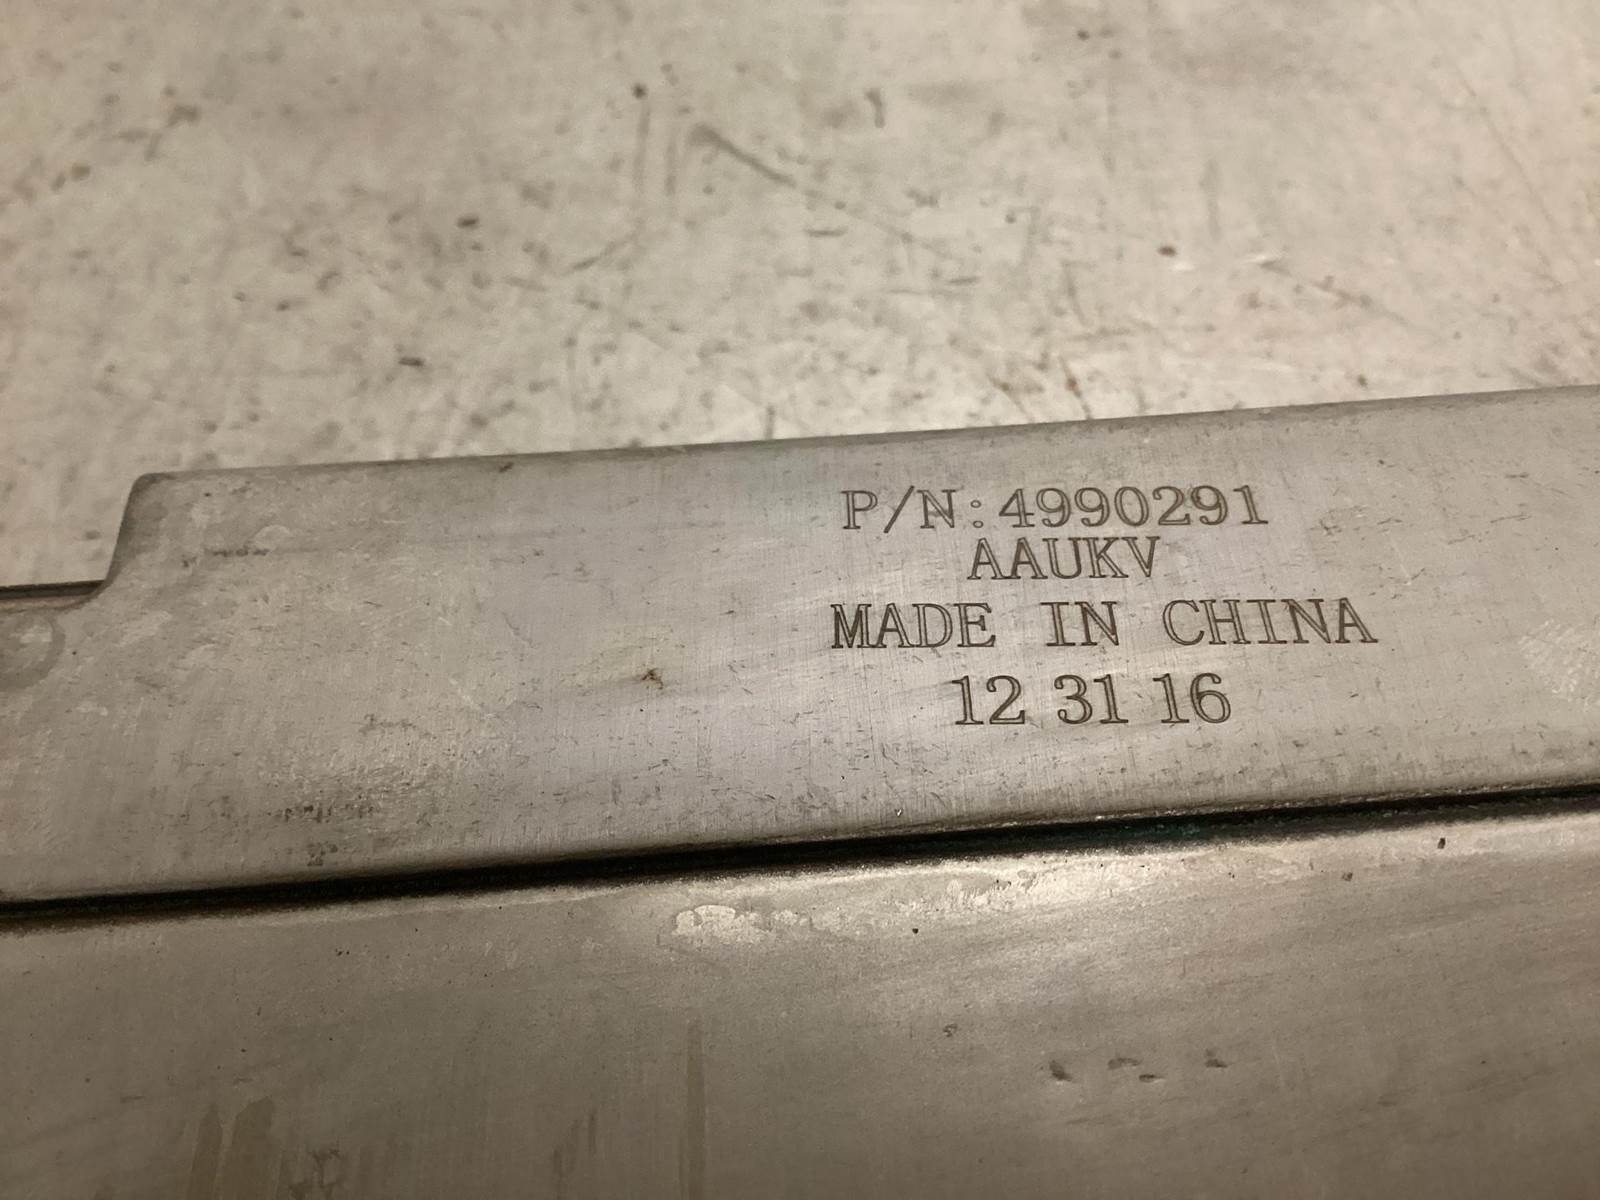 P/N:4990291
AAUKV
MADE IN CHINA
12 31 16